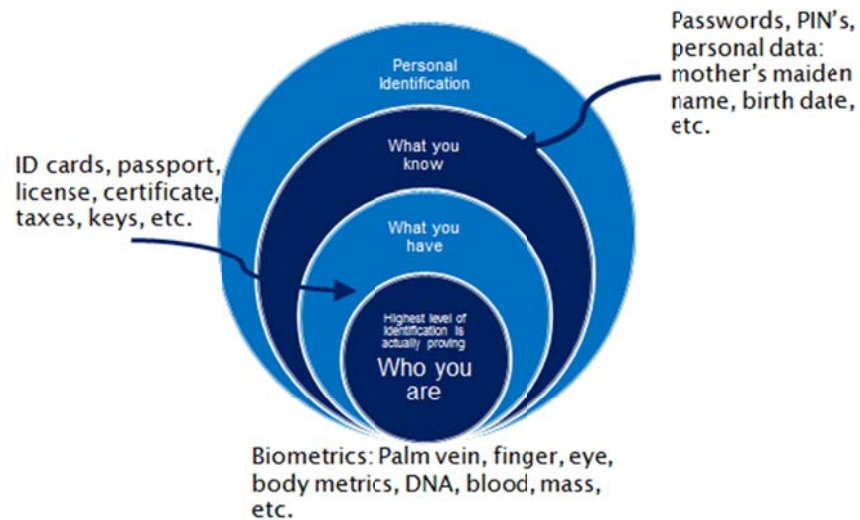 Passwords, PIN's,
personal data:
mother's maiden
name, birth date,
etc.
Personal
Identification
What you
know
ID cards, passport,
license, certificate,
taxes, keys, etc.
What you
have
Highest level of
Identification is
actually proving
Who you
are
Biometrics: Palm vein, finger, eye,
body metrics, DNA, blood, mass,
etc.